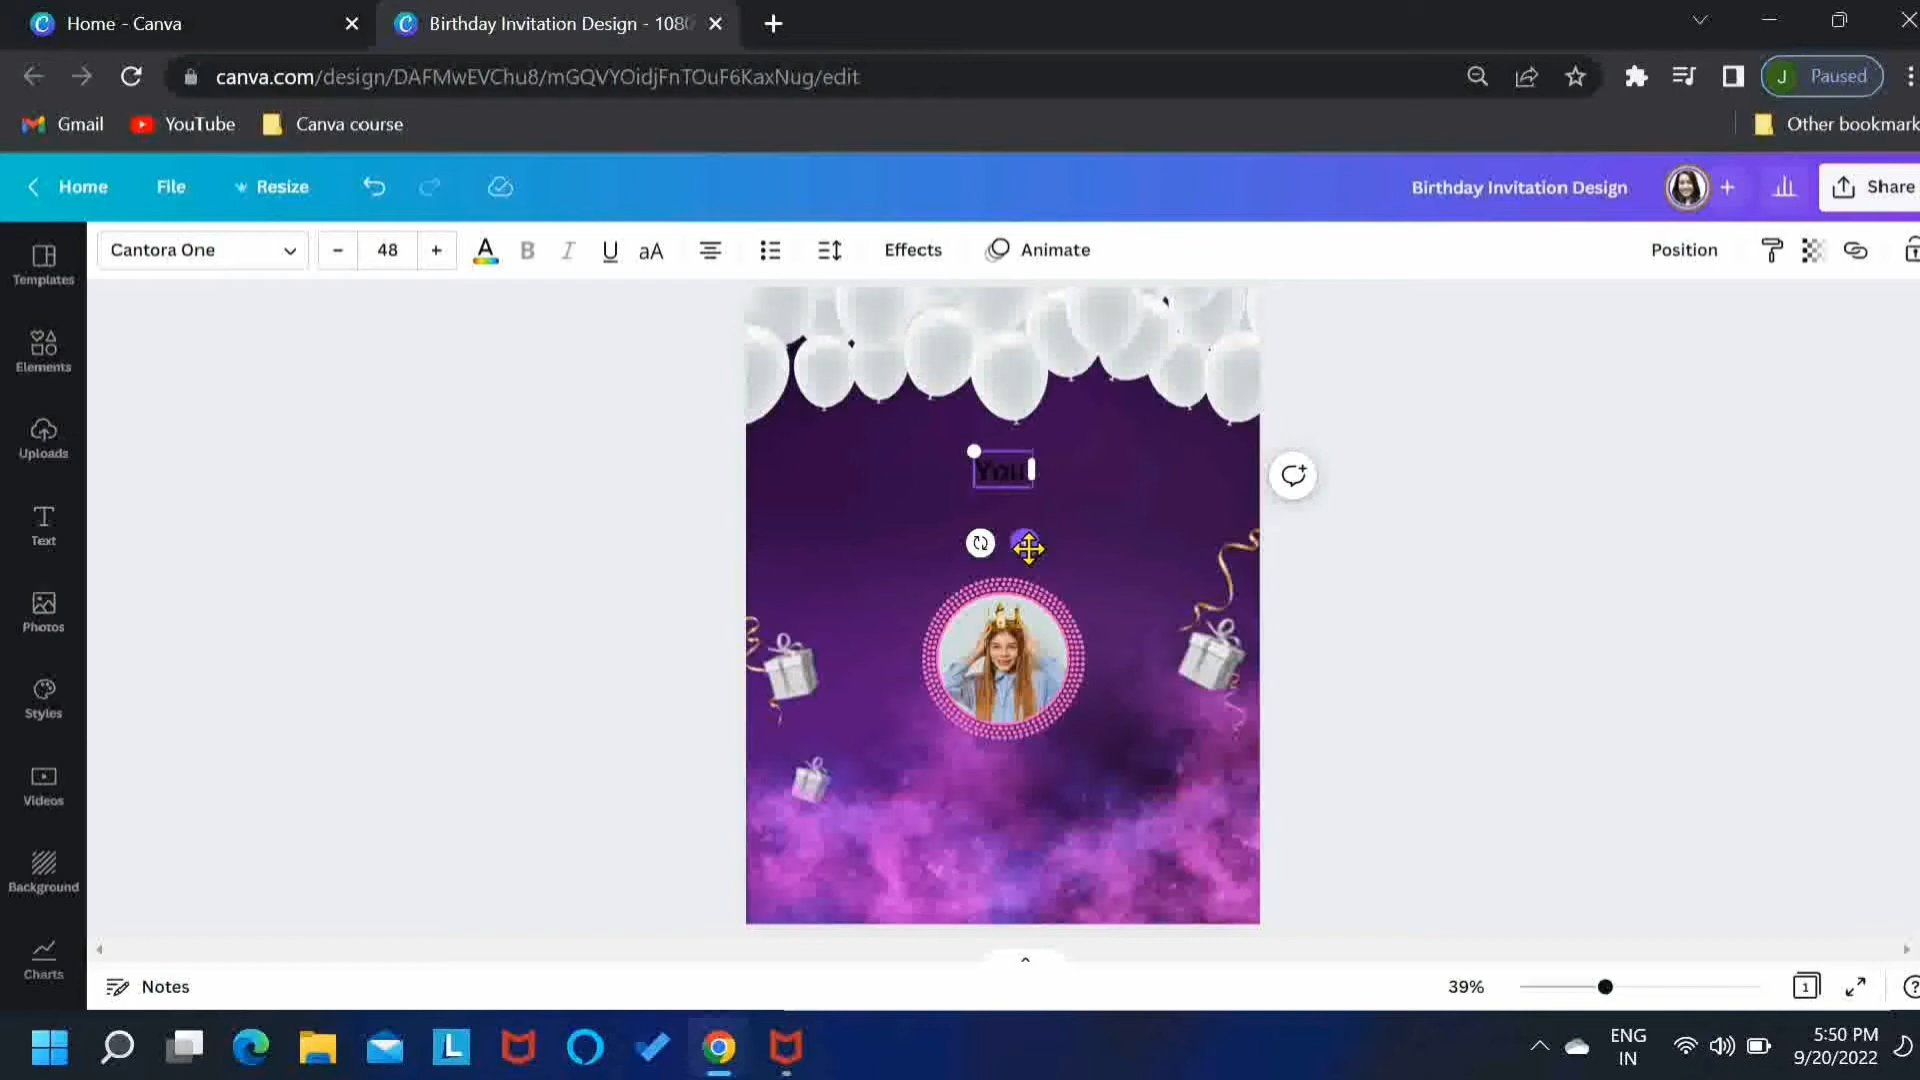 Home - Canva
Birthday Invitation Design - 1080
canva.com/design/DAFMwEVChu8/mGQVYOidjFnTOuF6KaxNug/edit
J Paused
Gmail YouTube Canva course Other bookmark
Home File Resize Birthday Invitation Design Share
Cantora One - 48 + A B I U aA Effects Animate Position
Templates
Elements
Uploads
Text
Photos
Styles
Videos
Background
Charts
You
Notes 39% 1
ENG
IN
5:50 PM
9/20/2022